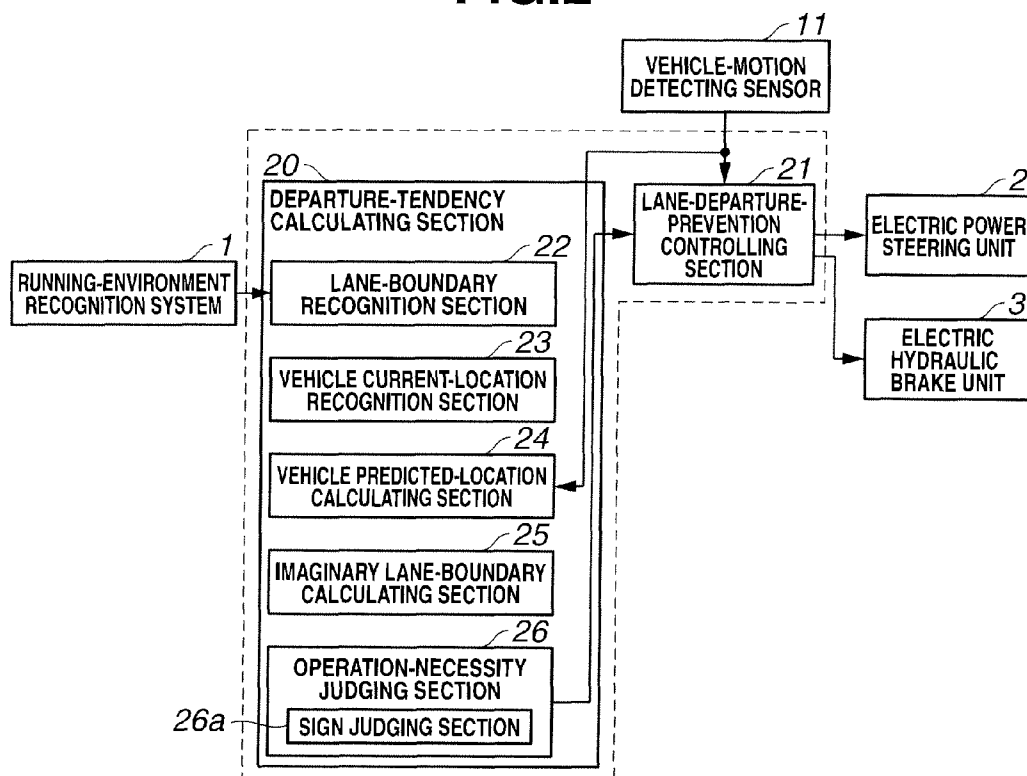 11
VEHICLE-MOTION
DETECTING SENSOR
20
DEPARTURE-TENDENCY
CALCULATING SECTION
21
LANE-DEPARTURE-
PREVENTION
CONTROLLING
SECTION
2
ELECTRIC POWER
STEERING UNIT
1
RUNNING-ENVIRONMENT
RECOGNITION SYSTEM
22
LANE-BOUNDARY
RECOGNITION SECTION
3
ELECTRIC
HYDRAULIC
BRAKE UNIT
23
VEHICLE CURRENT-LOCATION
RECOGNITION SECTION
24
VEHICLE PREDICTED-LOCATION
CALCULATING SECTION
25
IMAGINARY LANE-BOUNDARY
CALCULATING SECTION
26
OPERATION-NECESSITY
JUDGING SECTION
26a
SIGN JUDGING SECTION